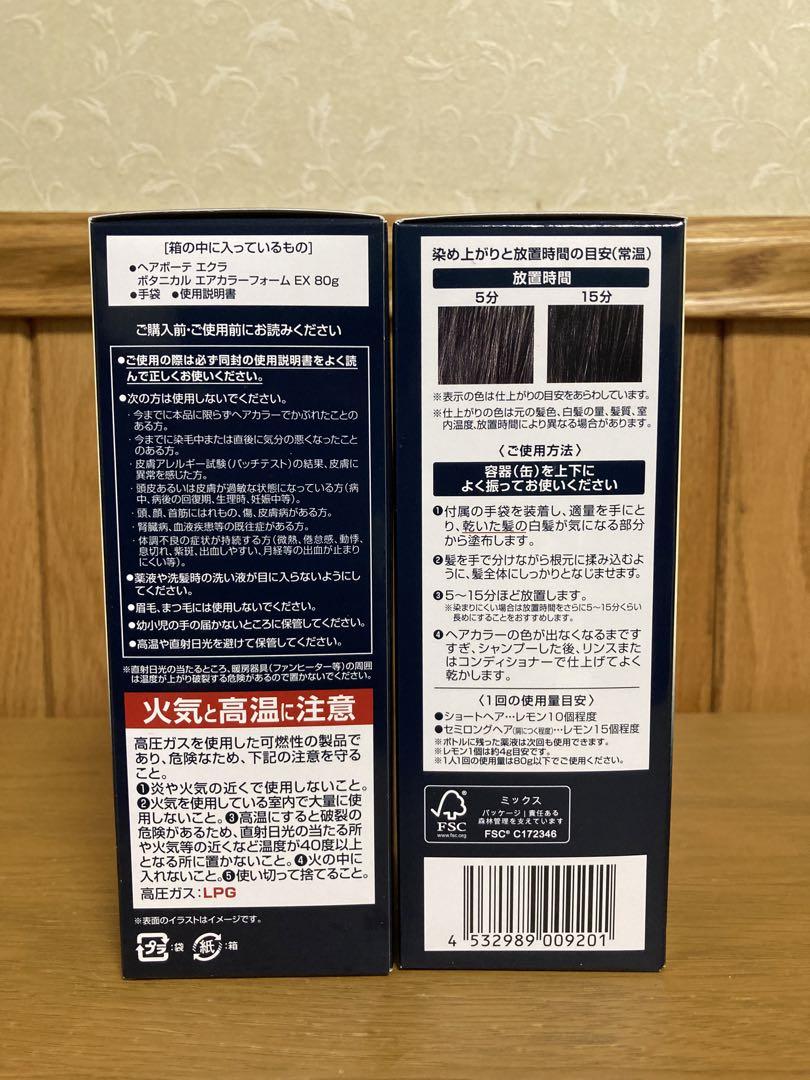 [箱の中に入っているもの]
●ヘアボーテ エクラ
ボタニカル エアカラーフォーム EX 80g
●手袋 ●使用説明書
ご購入前・ご使用前にお読みください
●ご使用の際は必ず同封の使用説明書をよく読
んで正しくお使いください。
●次の方は使用しないでください。
・今までに本品に限らずヘアカラーでかぶれたことの
ある方。
・今までに染毛中または直後に気分の悪くなったこと
のある方。
・皮膚アレルギー試験(パッチテスト)の結果、皮膚に
異常を感じた方。
・頭皮あるいは皮膚が過敏な状態になっている方(病
中、病後の回復期、生理時、妊娠中等)。
・頭、顔、首筋にはれもの、傷、皮膚病がある方。
・腎臓病、血液疾患等の既往症がある方。
・体調不良の症状が持続する方(微熱、倦怠感、動悸、
息切れ、紫斑、出血しやすい、月経等の出血が止まり
にくい等)。
●薬液や洗髪時の洗い液が目に入らないようにし
てください。
●眉毛、まつ毛には使用しないでください。
●幼小児の手の届かないところに保管してください。
●高温や直射日光を避けて保管してください。
※直射日光の当たるところ、暖房器具(ファンヒーター等)の周囲
は温度が上がり破裂する危険があるので置かないでください。
火気と高温に注意
高圧ガスを使用した可燃性の製品で
あり、危険なため、下記の注意を守る
こと。
❶炎や火気の近くで使用しないこと。
❷火気を使用している室内で大量に使
用しないこと。❸高温にすると破裂の
危険があるため、直射日光の当たる所
や火気等の近くなど温度が40度以上
となる所に置かないこと。❹火の中に
入れないこと。❺使い切って捨てること。
高圧ガス:LPG
※表面のイラストはイメージです。
プラ:袋 紙:箱
染め上がりと放置時間の目安(常温)
放置時間
5分 15分
※表示の色は仕上がりの目安をあらわしています。
※仕上がりの色は元の髪色、白髪の量、髪質、室
内温度、放置時間により異なる場合があります。
〈ご使用方法〉
容器(缶)を上下に
よく振ってお使いください
❶付属の手袋を装着し、適量を手にと
り、乾いた髪の白髪が気になる部分
から塗布します。
❷髪を手で分けながら根元に揉み込むよ
うに、髪全体にしっかりとなじませます。
❸5〜15分ほど放置します。
※染まりにくい場合は放置時間をさらに5〜15分くらい
長めにすることをおすすめします。
❹ヘアカラーの色が出なくなるまです
すぎ、シャンプーした後、リンスまた
はコンディショナーで仕上げてよく
乾かします。
〈1回の使用量目安〉
●ショートヘア…レモン10個程度
●セミロングヘア(肩につく程度)…レモン15個程度
※ボトルに残った薬液は次回も使用できます。
※レモン1個は約4g目安です。
※1人1回の使用量は80g以下でご使用ください。
FSC
www.fsc.org
ミックス
パッケージ|責任ある
森林管理を支えています
FSC® C172346
4 532989 009201